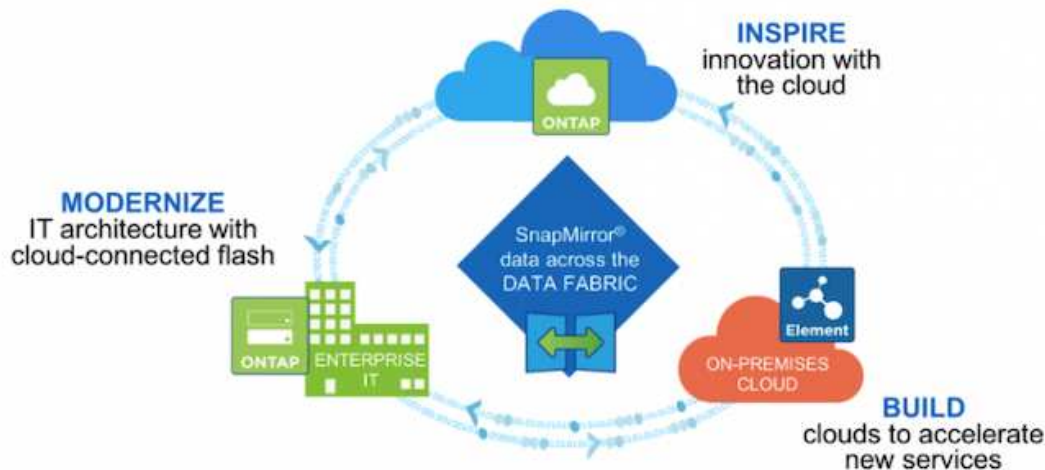 INSPIRE
innovation with
the cloud
ONTAP
MODERNIZE
IT architecture with
cloud-connected flash
SnapMirror®
data across the
DATA FABRIC
ONTAP
ENTERPRISE
IT
Element
ON-PREMISES
CLOUD
BUILD
clouds to accelerate
new services